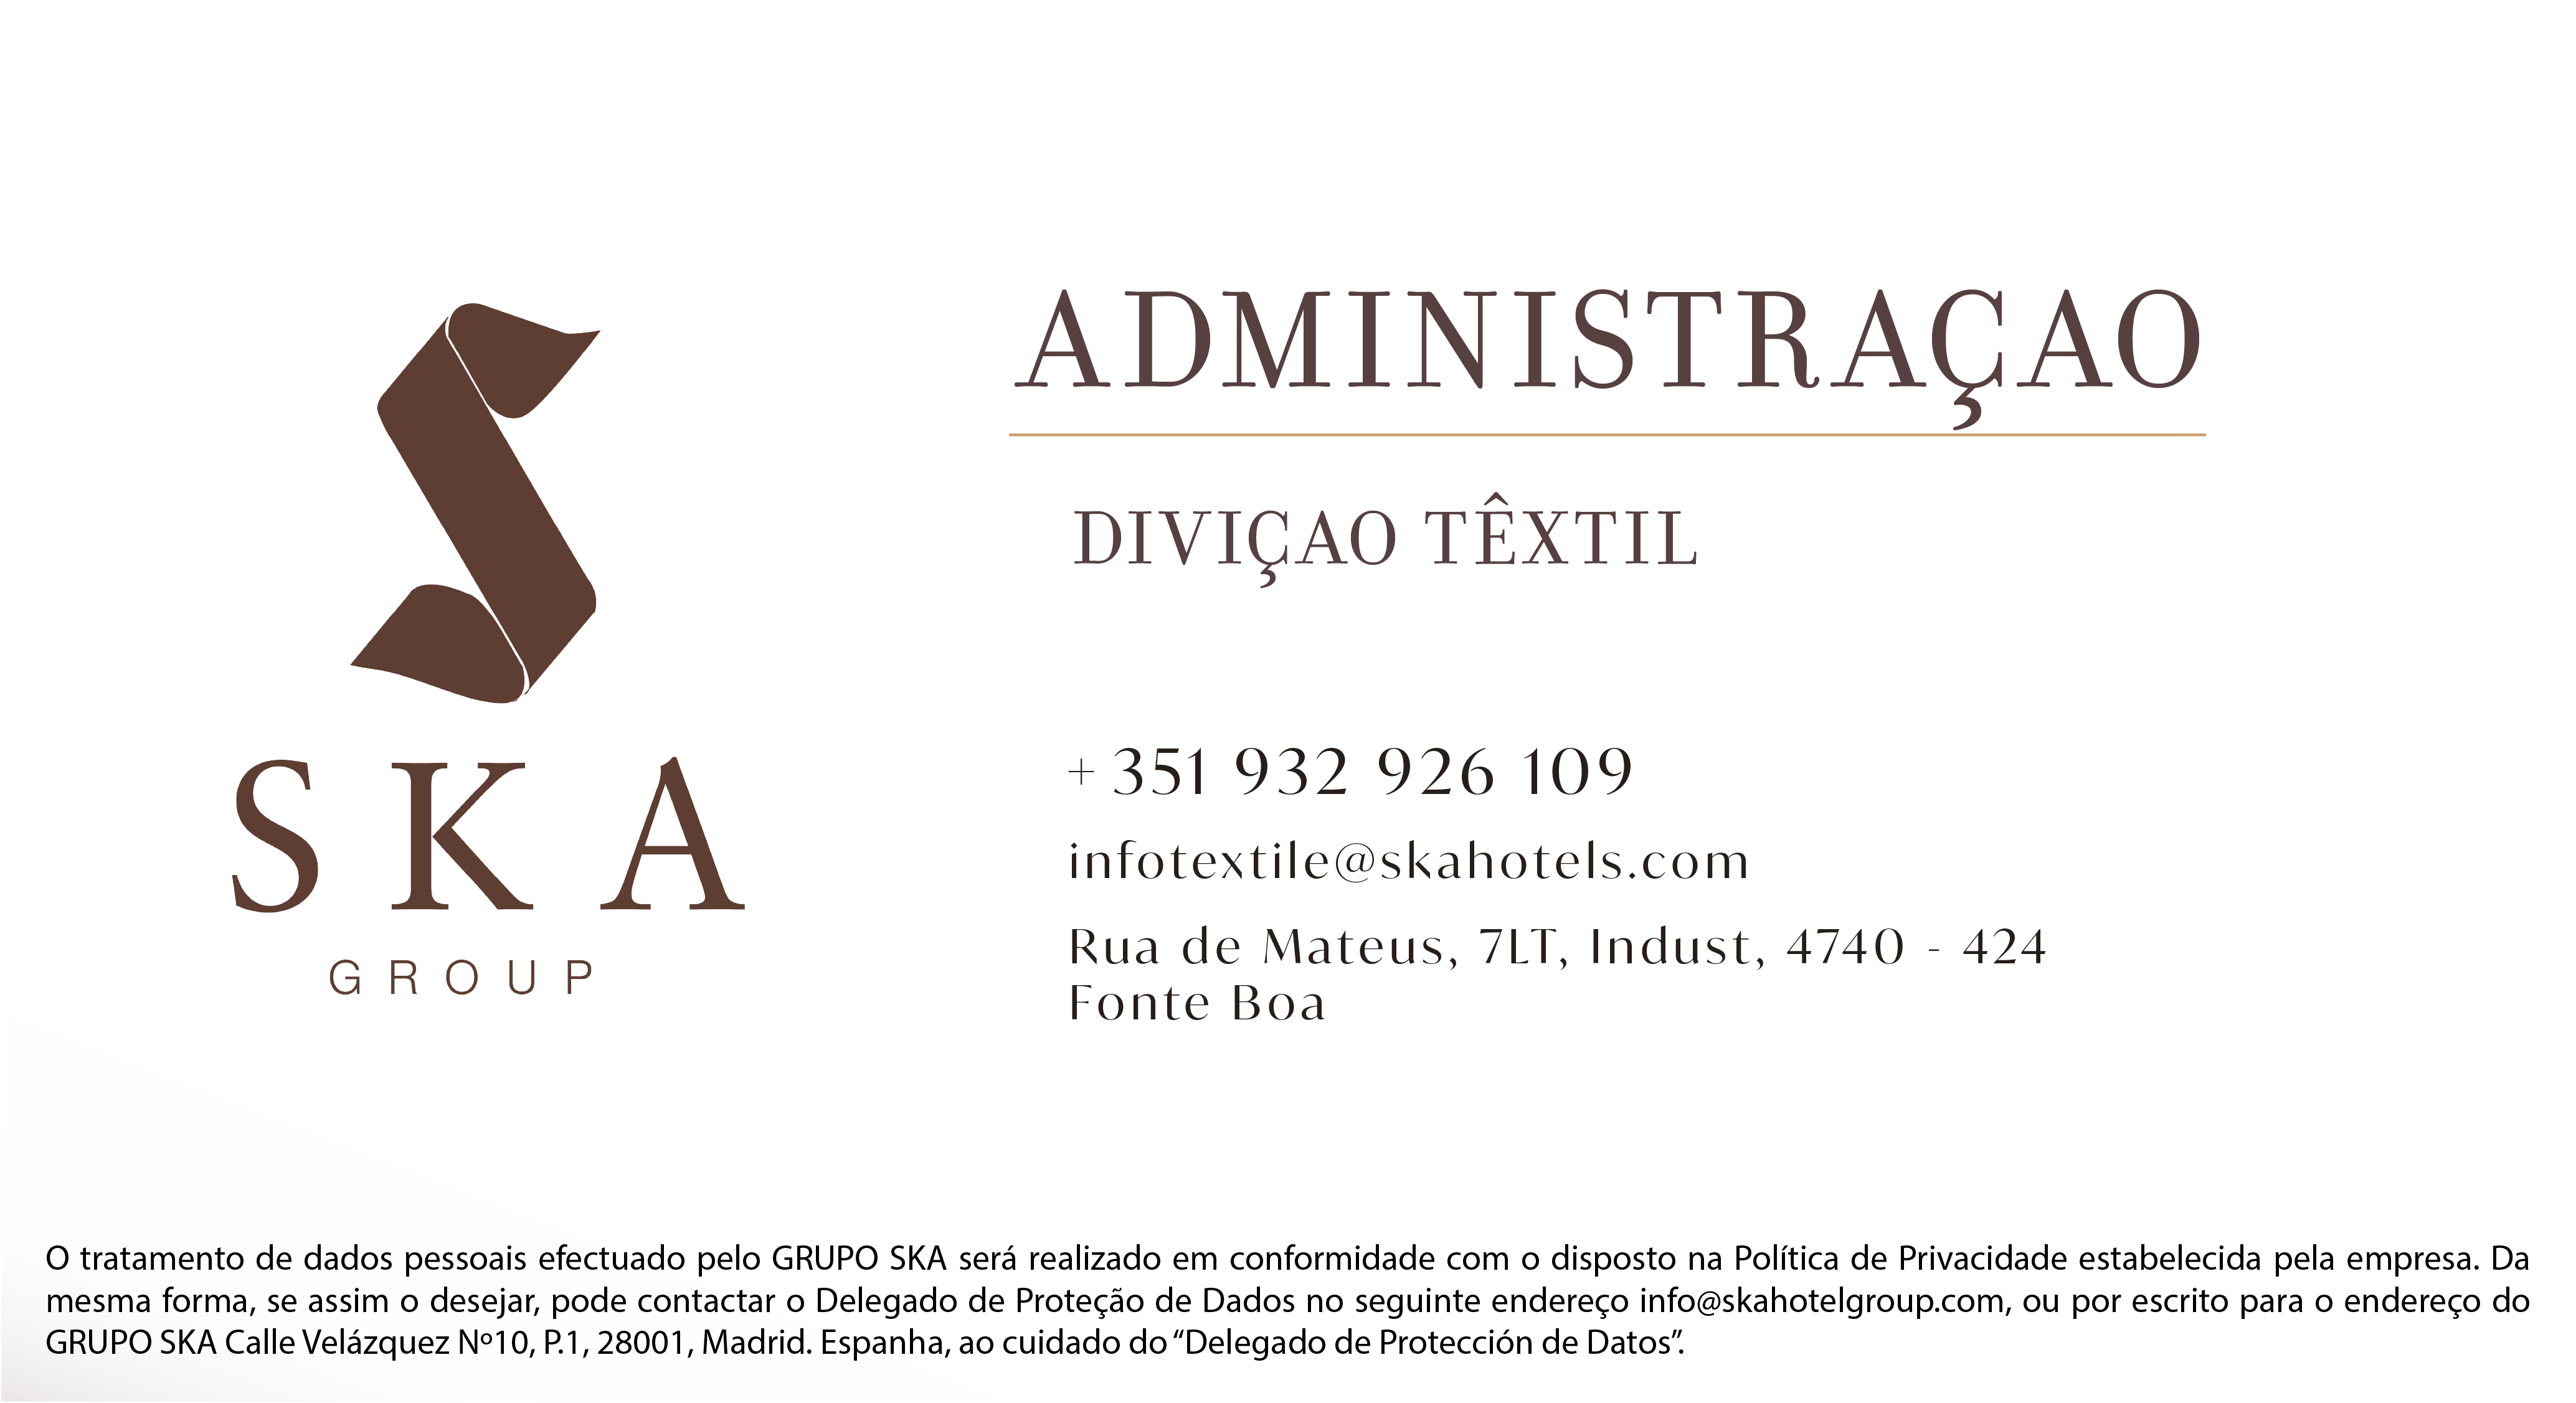 SKA
GROUP
ADMINISTRAÇAO
DIVIÇAO TÊXTIL
+ 351 932 926 109
infotextile@skahotels.com
Rua de Mateus, 7LT, Indust, 4740 - 424
Fonte Boa
O tratamento de dados pessoais efectuado pelo GRUPO SKA será realizado em conformidade com o disposto na Política de Privacidade estabelecida pela empresa. Da
mesma forma, se assim o desejar, pode contactar o Delegado de Proteção de Dados no seguinte endereço info@skahotelgroup.com, ou por escrito para o endereço do
GRUPO SKA Calle Velázquez Nº10, P.1, 28001, Madrid. Espanha, ao cuidado do “Delegado de Protección de Datos”.